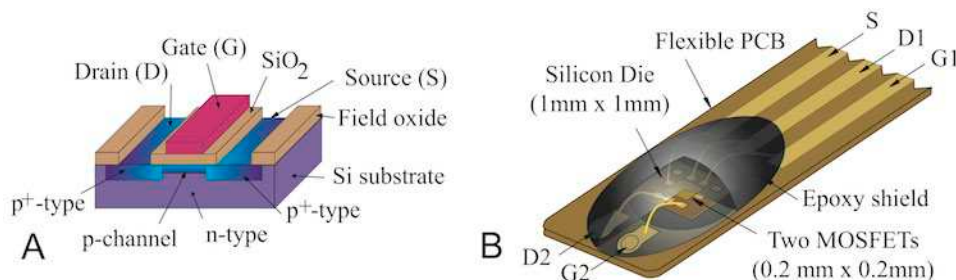 Gate (G)
SiO2
Drain (D)
Source (S)
Field oxide
Si substrate
p+-type
p+-type
p-channel
n-type
A
S
D1
G1
Flexible PCB
Silicon Die
(1mm x 1mm)
Epoxy shield
Two MOSFETs
(0.2 mm x 0.2mm)
D2
G2
B